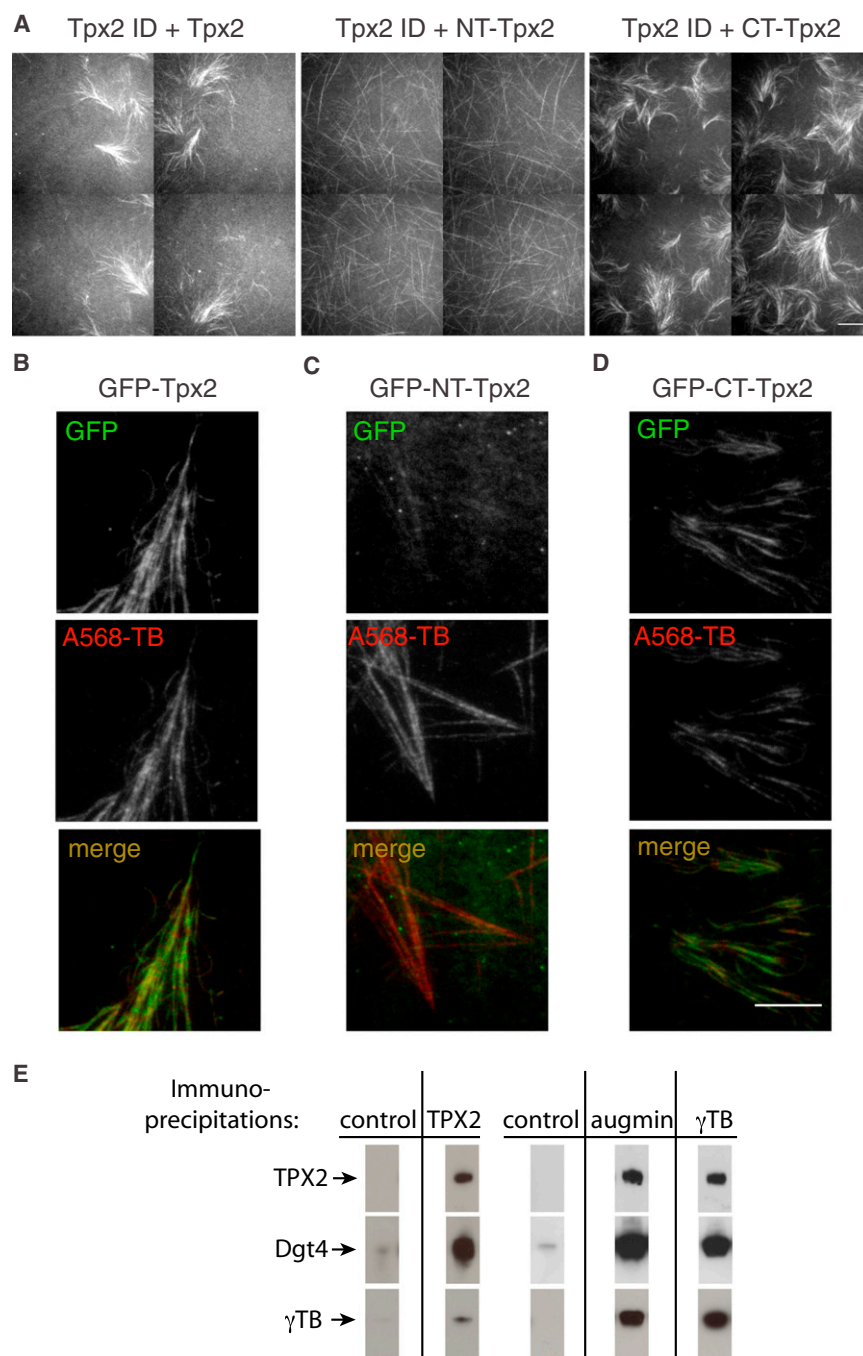 A
Tpx2 ID + Tpx2
Tpx2 ID + NT-Tpx2
Tpx2 ID + CT-Tpx2
B
GFP-Tpx2
C
GFP-NT-Tpx2
D
GFP-CT-Tpx2
GFP
GFP
GFP
A568-TB
A568-TB
A568-TB
merge
merge
merge
E
Immuno-
precipitations:
control
TPX2
control
augmin
γTB
TPX2
Dgt4
γTB